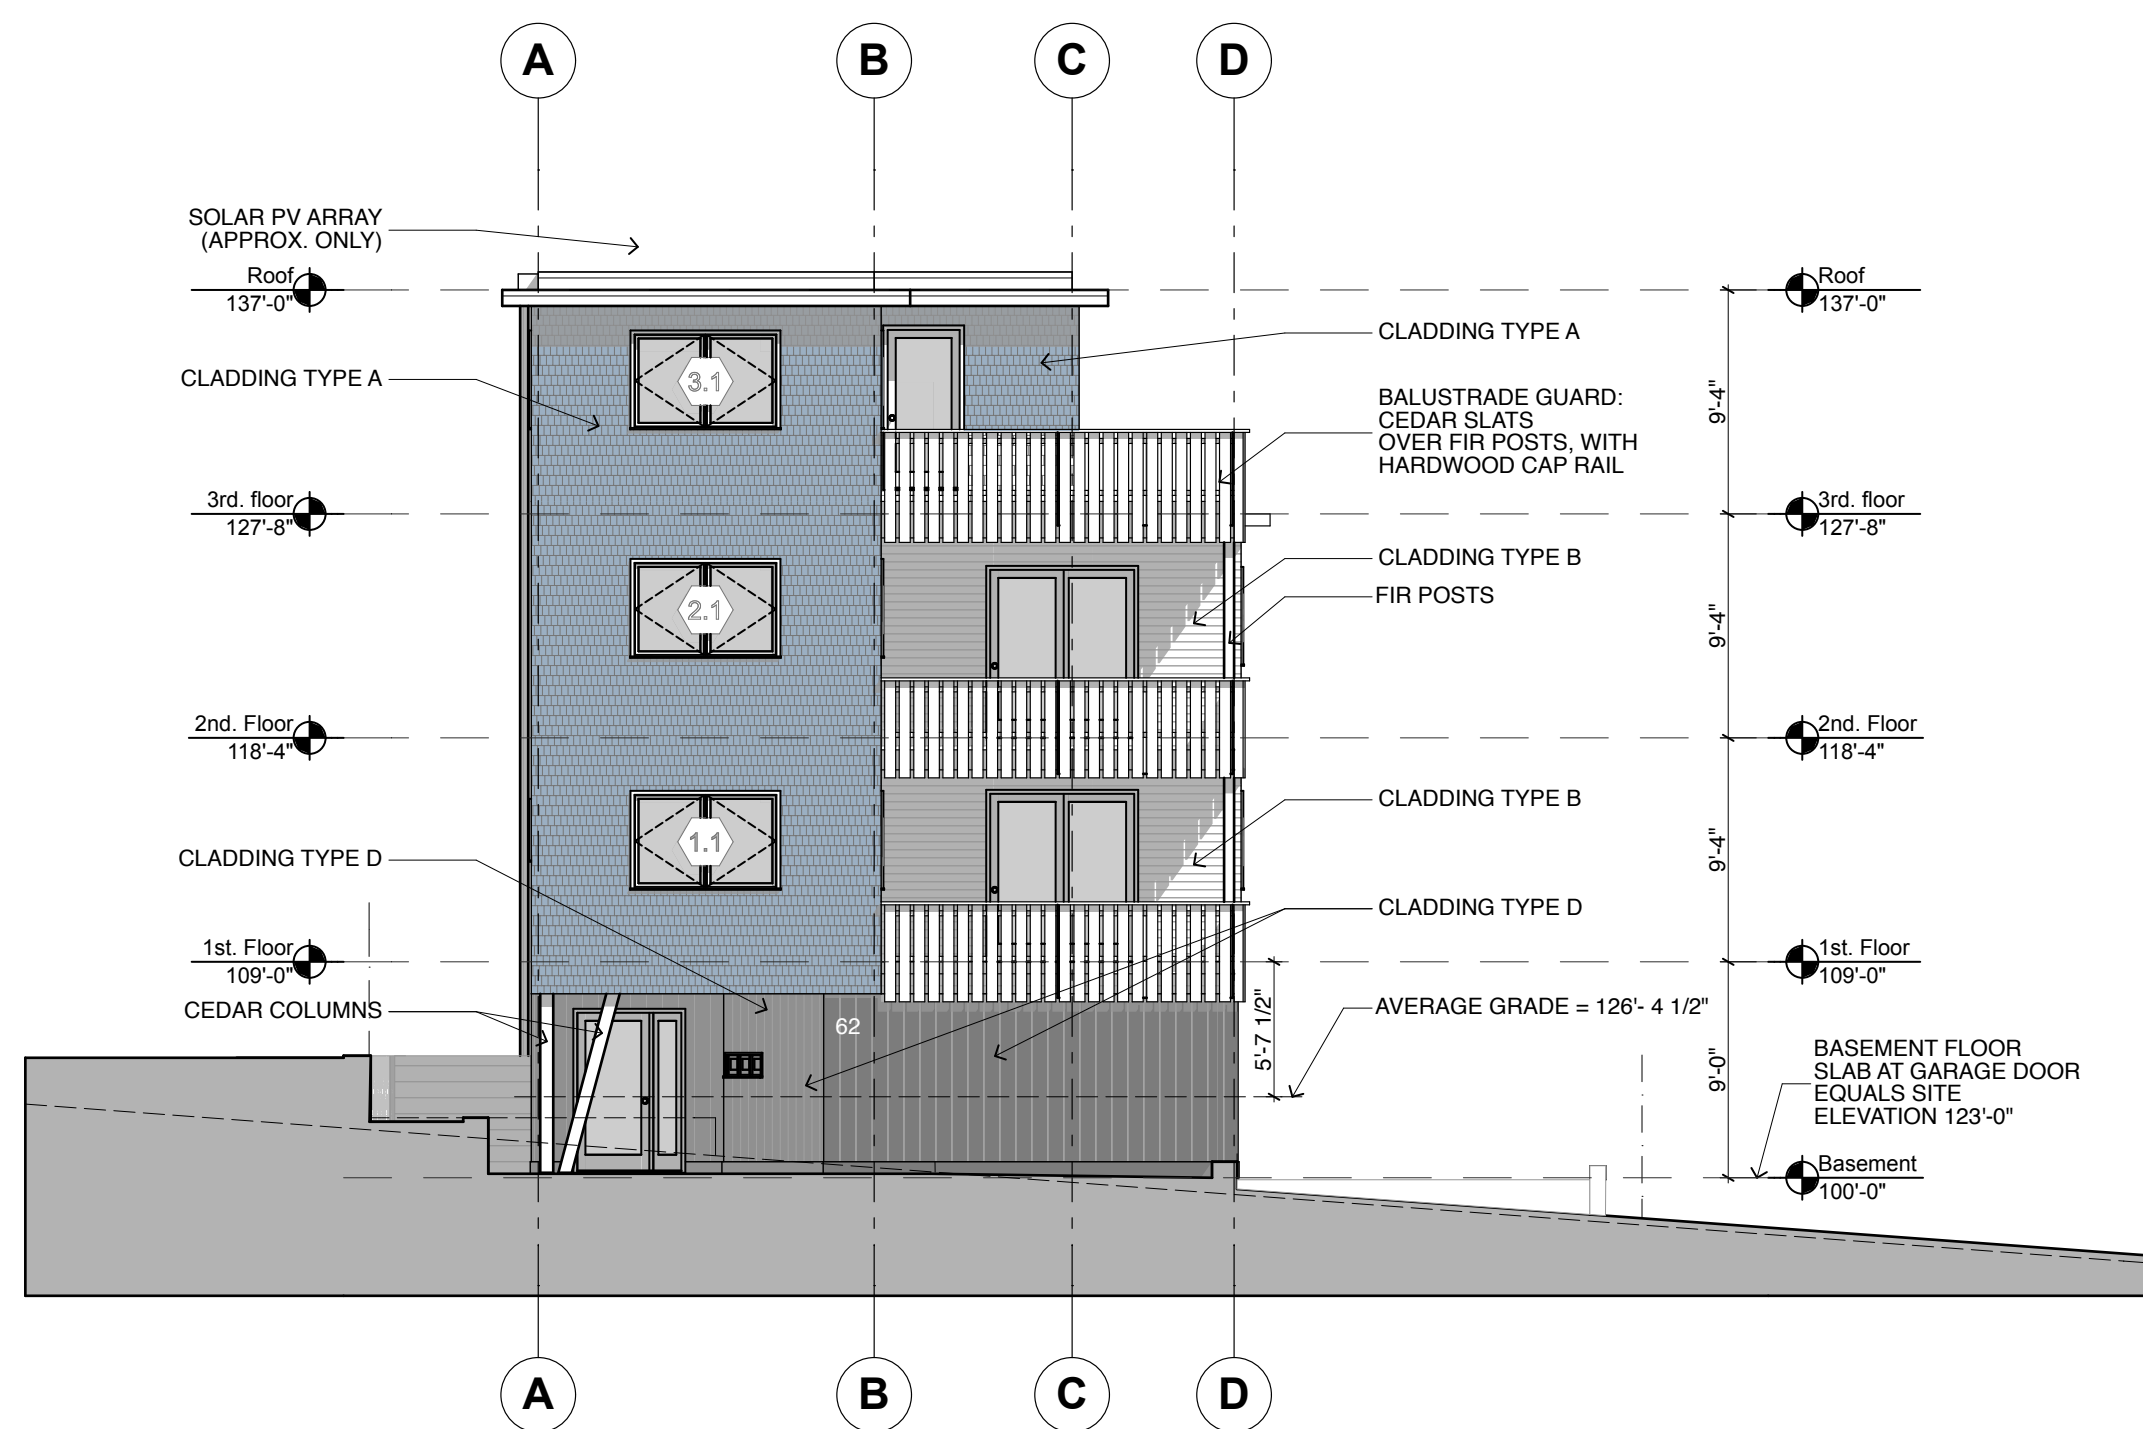 A
B
C
D
SOLAR PV ARRAY
(APPROX. ONLY)
Roof
137'-0"
Roof
137'-0"
CLADDING TYPE A
CLADDING TYPE A
3.1
9'-4"
BALUSTRADE GUARD:
CEDAR SLATS
OVER FIR POSTS, WITH
HARDWOOD CAP RAIL
3rd. floor
127'-8"
3rd. floor
127'-8"
CLADDING TYPE B
FIR POSTS
2.1
9'-4"
2nd. Floor
118'-4"
2nd. Floor
118'-4"
CLADDING TYPE B
1.1
9'-4"
CLADDING TYPE D
CLADDING TYPE D
1st. Floor
109'-0"
1st. Floor
109'-0"
CEDAR COLUMNS
62
5'-7 1/2"
AVERAGE GRADE = 126'- 4 1/2"
9'-0"
BASEMENT FLOOR
SLAB AT GARAGE DOOR
EQUALS SITE
ELEVATION 123'-0"
Basement
100'-0"
A
B
C
D